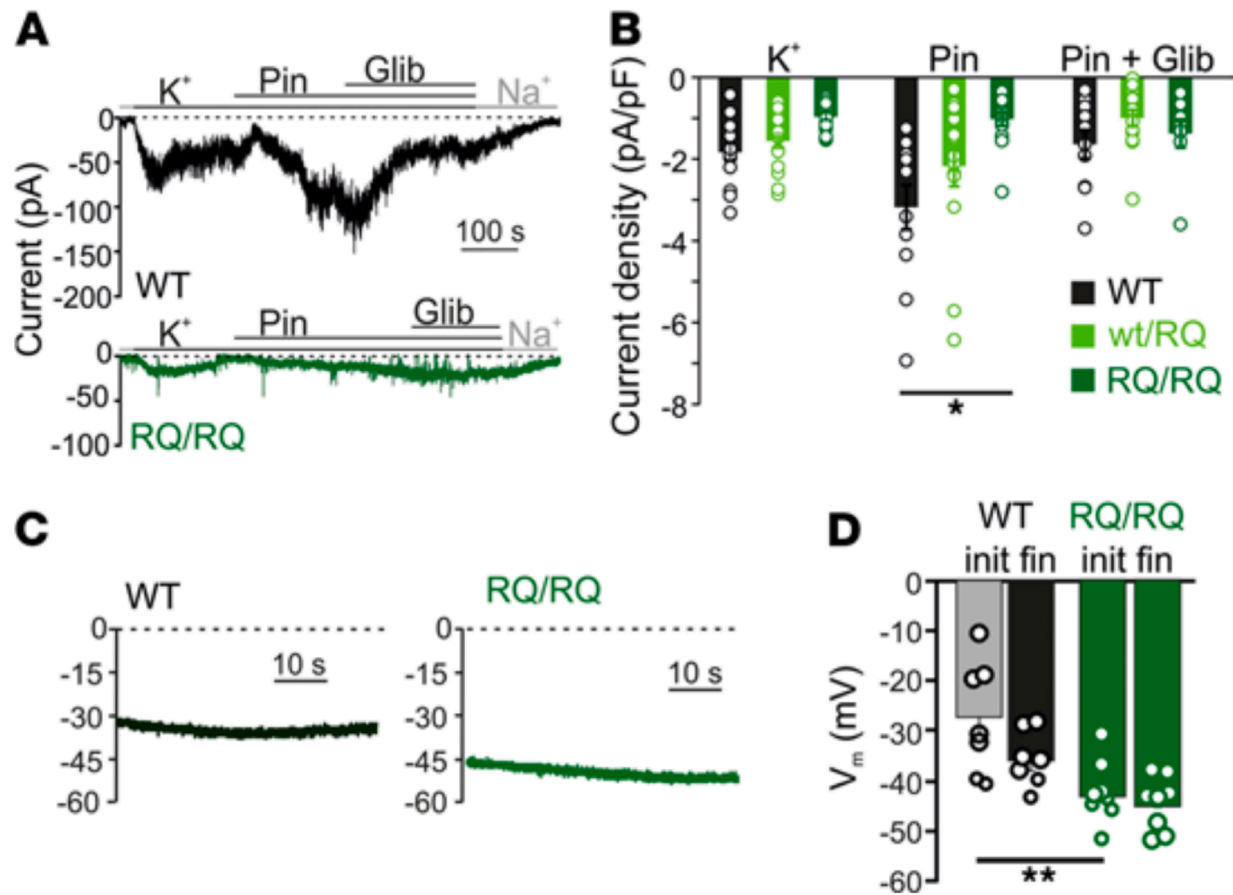 A
K+ Pin Glib Na+
0
-50
-100
-150
-200
Current (pA)
100 s
WT
K+ Pin Glib Na+
0
-50
-100
RQ/RQ
B
K+ Pin Pin + Glib
0
-2
-4
-6
-8
Current density (pA/pF)
WT
wt/RQ
RQ/RQ
*
C
WT
0
-15
-30
-45
-60
10 s
RQ/RQ
0
-15
-30
-45
-60
10 s
D
WT RQ/RQ
init fin init fin
0
-10
-20
-30
-40
-50
-60
Vm (mV)
**